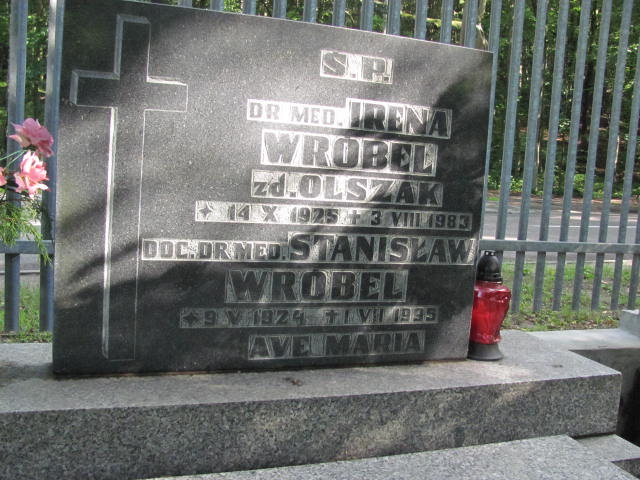 Ś. P.
DR MED. IRENA
WRÓBEL
zd. OLSZAK
✶ 14 X 1925 ✝ 3 VIII 1983
DOC. DR MED. STANISŁAW
WRÓBEL
✶ 9 V 1924 ✝ 1 VII 1995
AVE MARIA